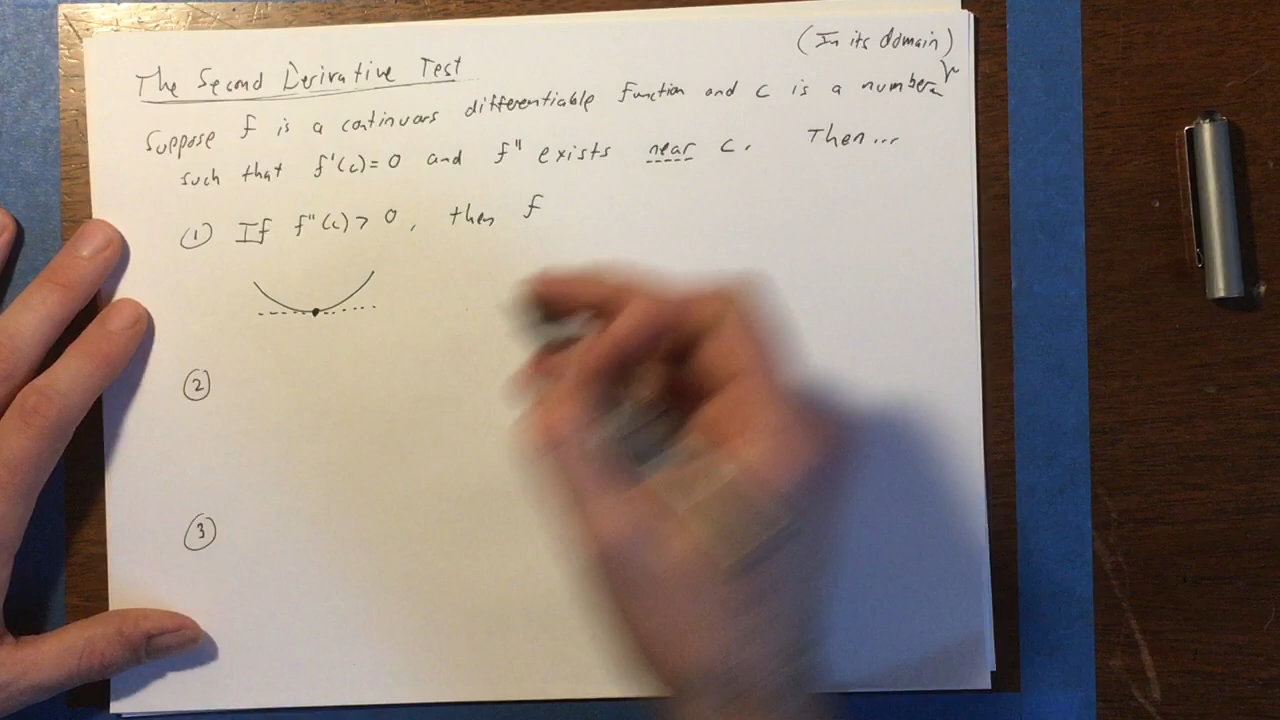 (In its domain)
The Second Derivative Test
Suppose f is a continuous differentiable function and c is a number
such that f'(c)=0 and f" exists near c. Then...
(1) If f"(c) > 0, then f
(2)
(3)